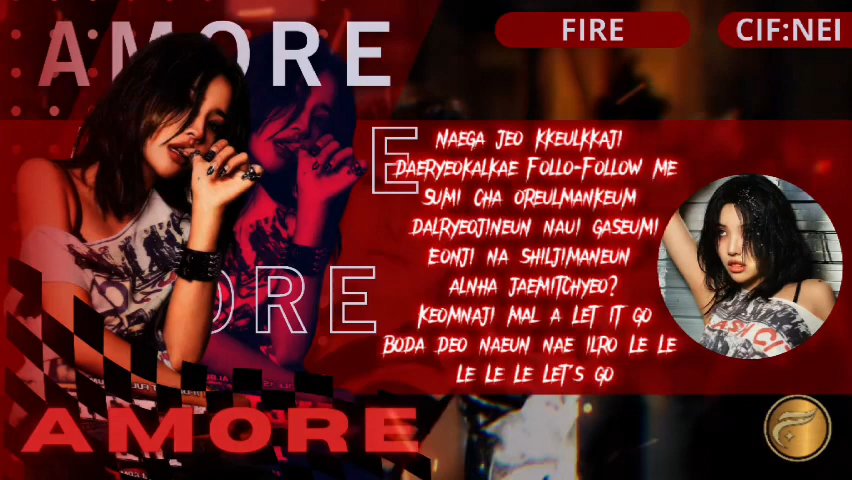 AMORE
FIRE
CIF:NEI
E
NAEGA JEO KKEULKKAJI
DAERYEOKALKAE FOLLO-FOLLOW ME
SUMI CHA OREULMANKEUM
DALRYEOJINEUN NAUI GASEUMI
EONJI NA SHILJIMANEUN
ALNHA JAEMITCHYEO?
KEOMNAJI MAL A LET IT GO
BODA DEO NAEUN NAE ILRO LE LE
LE LE LE LET'S GO
ORE
AMORE